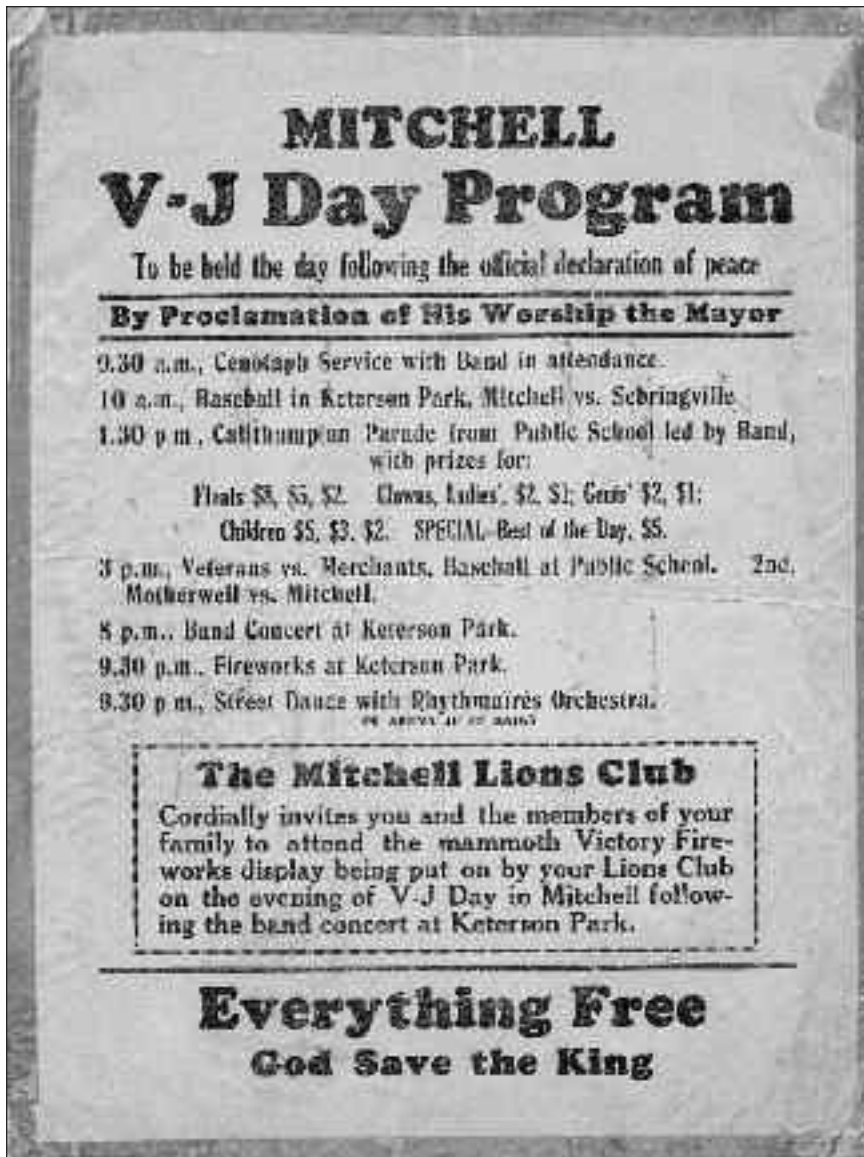 MITCHELL
V-J Day Program
To be held the day following the official declaration of peace
By Proclamation of His Worship the Mayor
9.30 a.m., Cenotaph Service with Band in attendance.
10 a.m., Baseball in Keterson Park, Mitchell vs. Sebringville
1.30 p m., Calithumpian Parade from Public School led by Band,
with prizes for:
Floats $5, $2. Clowns, Ladies', $2, $1; Gents' $2, $1;
Children $5, $3, $2. SPECIAL—Best of the Day, $5.
3 p.m., Veterans vs. Merchants, Baseball at Public School. 2nd,
Motherwell vs. Mitchell.
8 p.m., Band Concert at Keterson Park.
9.30 p.m., Fireworks at Keterson Park.
9.30 p m., Street Dance with Rhythmaires Orchestra.
IF IT RAINS
The Mitchell Lions Club
Cordially invites you and the members of your
family to attend the mammoth Victory Fire-
works display being put on by your Lions Club
on the evening of V-J Day in Mitchell follow-
ing the band concert at Keterson Park.
Everything Free
God Save the King